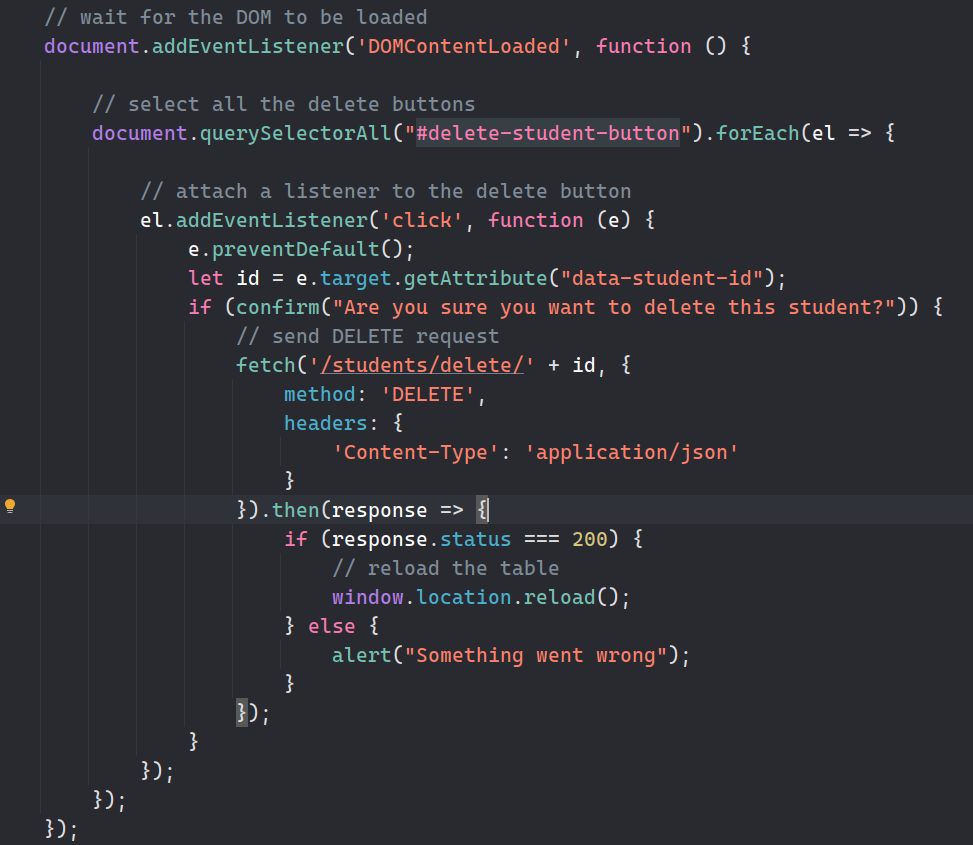 // wait for the DOM to be loaded
document.addEventListener('DOMContentLoaded', function () {
// select all the delete buttons
document.querySelectorAll("#delete-student-button").forEach(el => {
// attach a listener to the delete button
el.addEventListener('click', function (e) {
e.preventDefault();
let id = e.target.getAttribute("data-student-id");
if (confirm("Are you sure you want to delete this student?")) {
// send DELETE request
fetch('/students/delete/' + id, {
method: 'DELETE',
headers: {
'Content-Type': 'application/json'
}
}).then(response => {
if (response.status === 200) {
// reload the table
window.location.reload();
} else {
alert("Something went wrong");
}
});
}
});
});
});